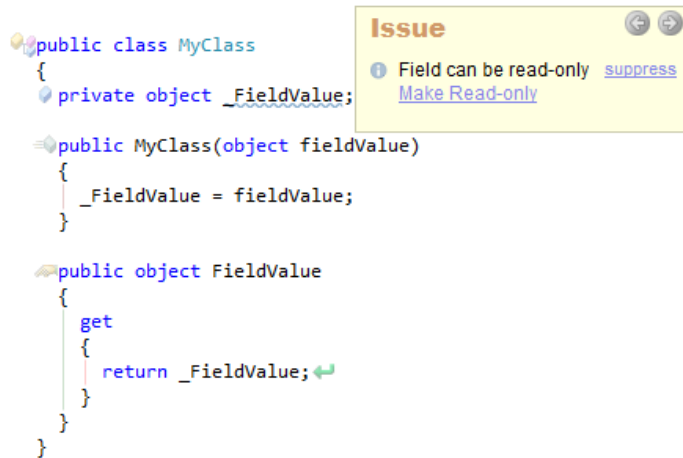 public class MyClass
{
private object _FieldValue;
Issue
Field can be read-only suppress
Make Read-only
public MyClass(object fieldValue)
{
_FieldValue = fieldValue;
}
public object FieldValue
{
get
{
return _FieldValue;
}
}
}